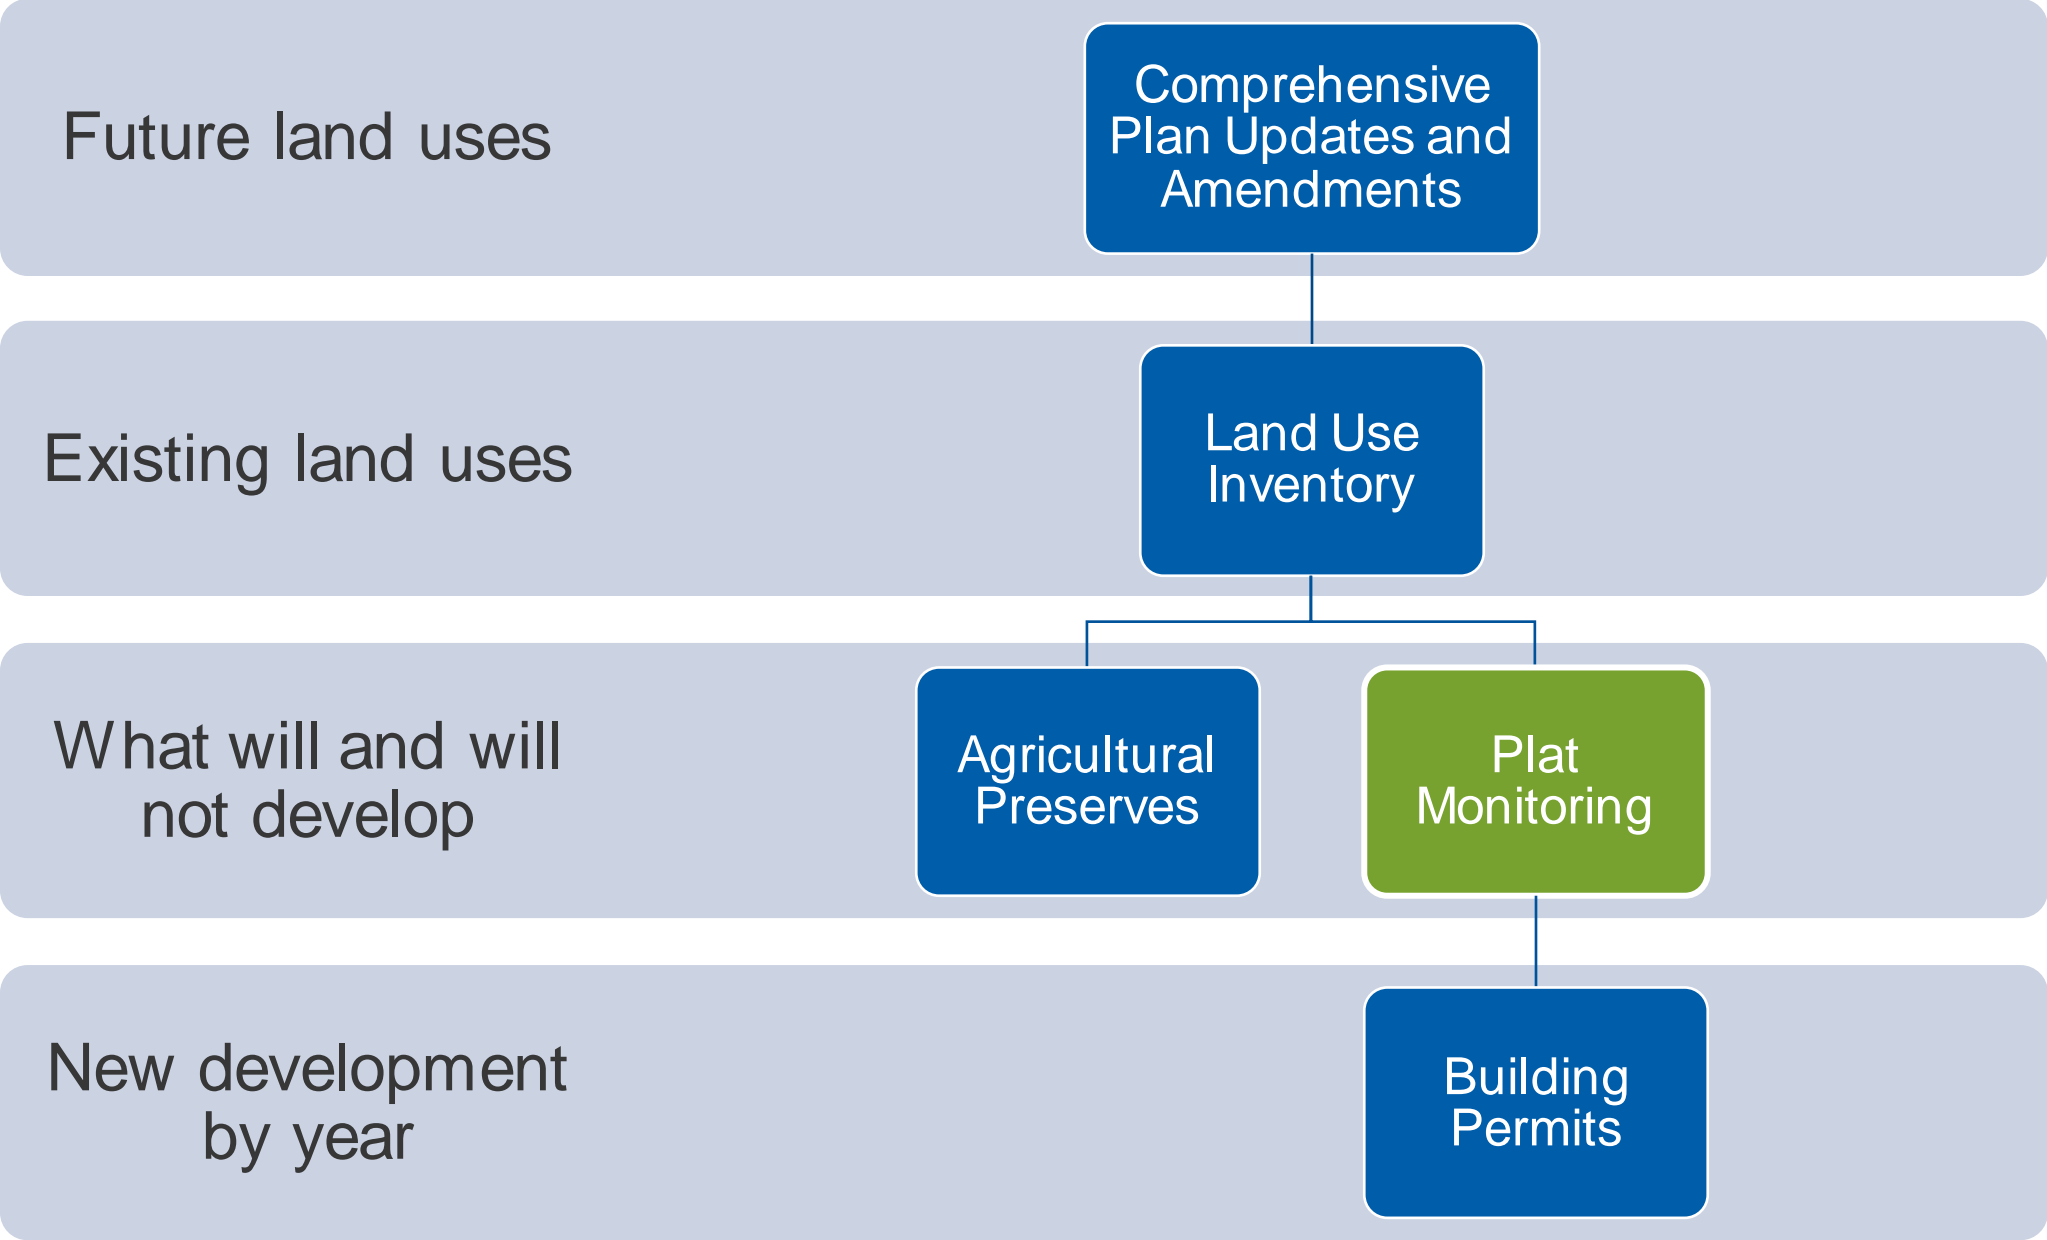 Future land uses
Comprehensive
Plan Updates and
Amendments
Existing land uses
Land Use
Inventory
What will and will
not develop
Agricultural
Preserves
Plat
Monitoring
New development
by year
Building
Permits